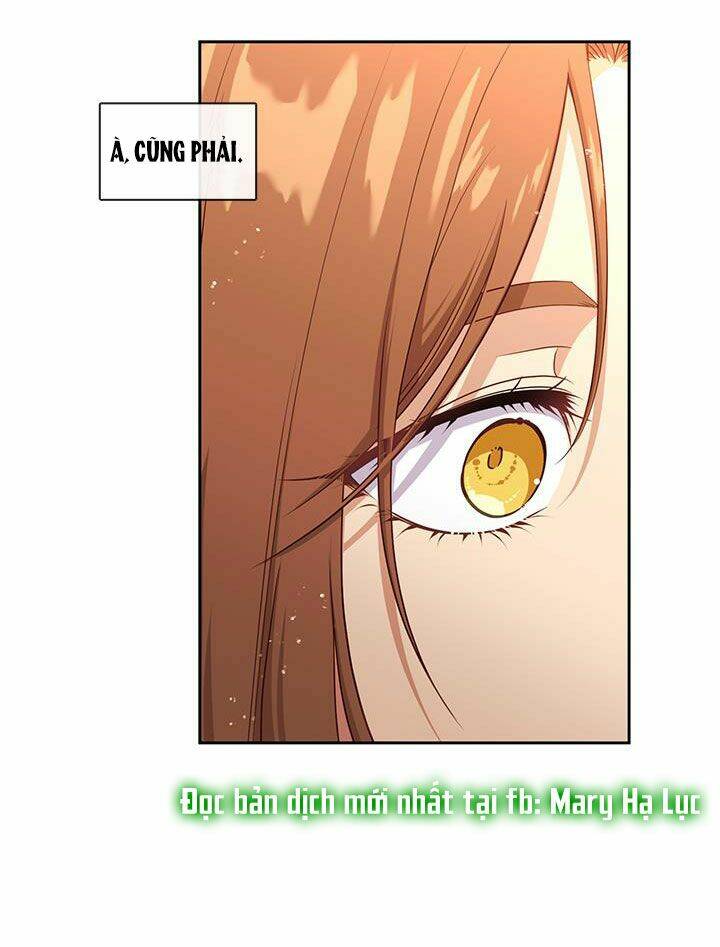 À, CŨNG PHẢI.
Đọc bản dịch mới nhất tại fb: Mary Hạ Lục